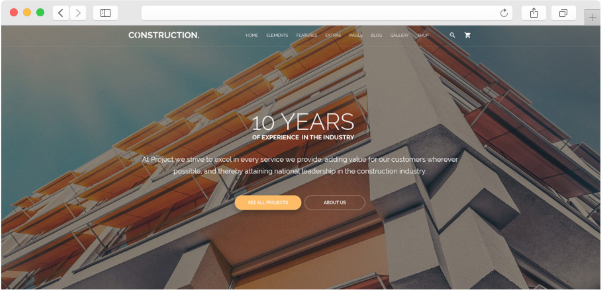 CONSTRUCTION.
HOME ELEMENTS FEATURES EXTRAS PAGES BLOG GALLERY SHOP
10 YEARS
OF EXPERIENCE IN THE INDUSTRY
At Project we strive to excel in every service we provide, adding value for our customers wherever
possible, and thereby attaining national leadership in the construction industry
SEE ALL PROJECTS ABOUT US